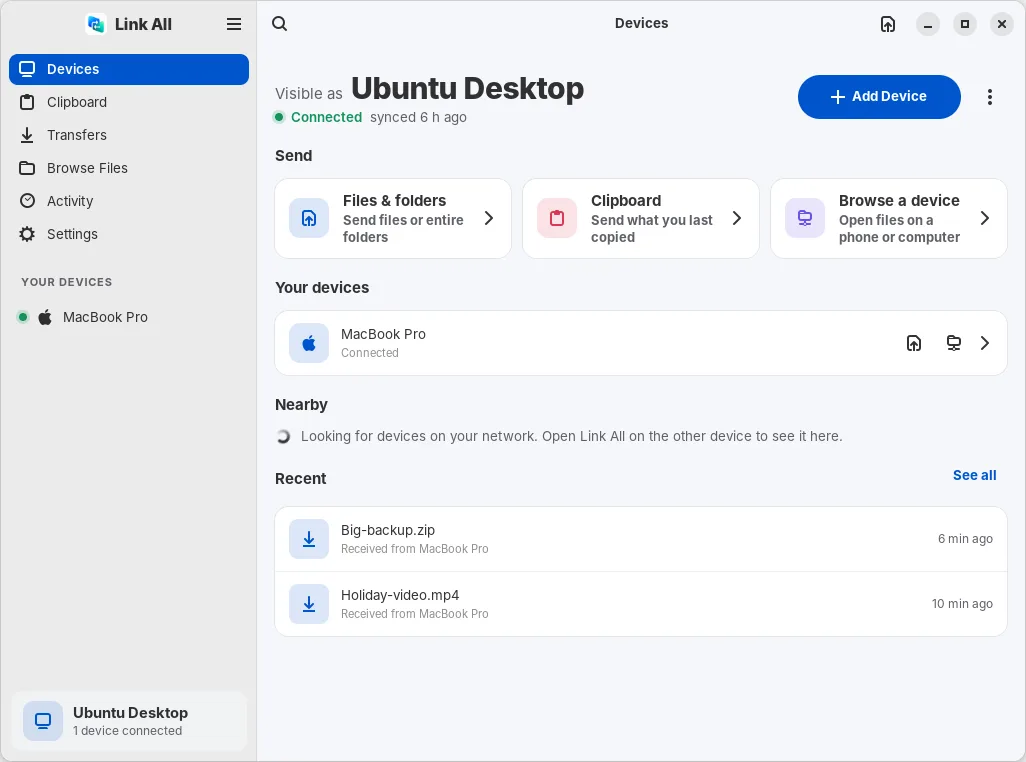 Link All
Devices
Devices
Clipboard
Transfers
Browse Files
Activity
Settings
YOUR DEVICES
MacBook Pro
Ubuntu Desktop
1 device connected
Visible as Ubuntu Desktop
Connected synced 6 h ago
Add Device
Send
Files & folders
Send files or entire
folders
Clipboard
Send what you last
copied
Browse a device
Open files on a
phone or computer
Your devices
MacBook Pro
Connected
Nearby
Looking for devices on your network. Open Link All on the other device to see it here.
Recent
See all
Big-backup.zip
Received from MacBook Pro
6 min ago
Holiday-video.mp4
Received from MacBook Pro
10 min ago